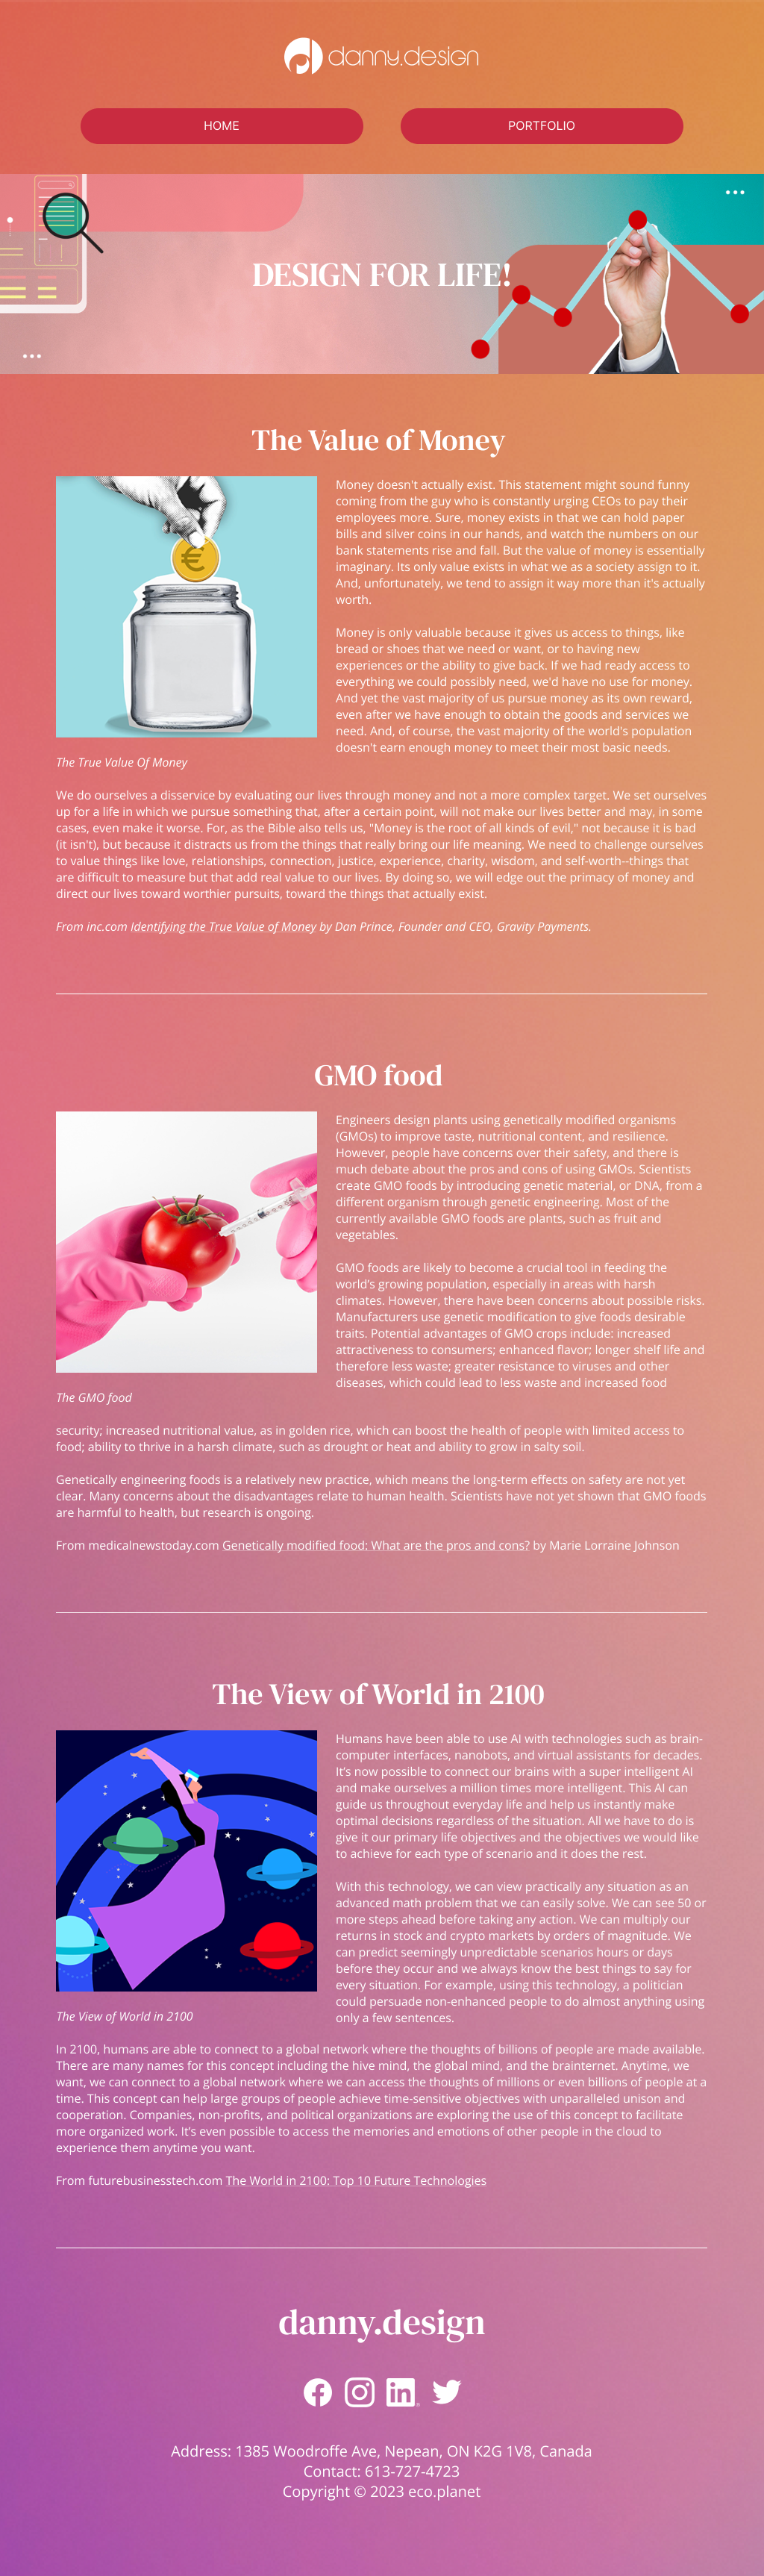 danny.design
HOME
PORTFOLIO
DESIGN FOR LIFE!
The Value of Money
€
Money doesn't actually exist. This statement might sound funny
coming from the guy who is constantly urging CEOs to pay their
employees more. Sure, money exists in that we can hold paper
bills and silver coins in our hands, and watch the numbers on our
bank statements rise and fall. But the value of money is essentially
imaginary. Its only value exists in what we as a society assign to it.
And, unfortunately, we tend to assign it way more than it's actually
worth.
Money is only valuable because it gives us access to things, like
bread or shoes that we need or want, or to having new
experiences or the ability to give back. If we had ready access to
everything we could possibly need, we'd have no use for money.
And yet the vast majority of us pursue money as its own reward,
even after we have enough to obtain the goods and services we
need. And, of course, the vast majority of the world's population
doesn't earn enough money to meet their most basic needs.
The True Value Of Money
We do ourselves a disservice by evaluating our lives through money and not a more complex target. We set ourselves
up for a life in which we pursue something that, after a certain point, will not make our lives better and may, in some
cases, even make it worse. For, as the Bible also tells us, "Money is the root of all kinds of evil," not because it is bad
(it isn't), but because it distracts us from the things that really bring our life meaning. We need to challenge ourselves
to value things like love, relationships, connection, justice, experience, charity, wisdom, and self-worth--things that
are difficult to measure but that add real value to our lives. By doing so, we will edge out the primacy of money and
direct our lives toward worthier pursuits, toward the things that actually exist.
From inc.com Identifying the True Value of Money by Dan Prince, Founder and CEO, Gravity Payments.
GMO food
Engineers design plants using genetically modified organisms
(GMOs) to improve taste, nutritional content, and resilience.
However, people have concerns over their safety, and there is
much debate about the pros and cons of using GMOs. Scientists
create GMO foods by introducing genetic material, or DNA, from a
different organism through genetic engineering. Most of the
currently available GMO foods are plants, such as fruit and
vegetables.
GMO foods are likely to become a crucial tool in feeding the
world's growing population, especially in areas with harsh
climates. However, there have been concerns about possible risks.
Manufacturers use genetic modification to give foods desirable
traits. Potential advantages of GMO crops include: increased
attractiveness to consumers; enhanced flavor; longer shelf life and
therefore less waste; greater resistance to viruses and other
diseases, which could lead to less waste and increased food
The GMO food
security; increased nutritional value, as in golden rice, which can boost the health of people with limited access to
food; ability to thrive in a harsh climate, such as drought or heat and ability to grow in salty soil.
Genetically engineering foods is a relatively new practice, which means the long-term effects on safety are not yet
clear. Many concerns about the disadvantages relate to human health. Scientists have not yet shown that GMO foods
are harmful to health, but research is ongoing.
From medicalnewstoday.com Genetically modified food: What are the pros and cons? by Marie Lorraine Johnson
The View of World in 2100
Humans have been able to use AI with technologies such as brain-
computer interfaces, nanobots, and virtual assistants for decades.
It's now possible to connect our brains with a super intelligent AI
and make ourselves a million times more intelligent. This AI can
guide us throughout everyday life and help us instantly make
optimal decisions regardless of the situation. All we have to do is
give it our primary life objectives and the objectives we would like
to achieve for each type of scenario and it does the rest.
With this technology, we can view practically any situation as an
advanced math problem that we can easily solve. We can see 50 or
more steps ahead before taking any action. We can multiply our
returns in stock and crypto markets by orders of magnitude. We
can predict seemingly unpredictable scenarios hours or days
before they occur and we always know the best things to say for
every situation. For example, using this technology, a politician
could persuade non-enhanced people to do almost anything using
only a few sentences.
The View of World in 2100
In 2100, humans are able to connect to a global network where the thoughts of billions of people are made available.
There are many names for this concept including the hive mind, the global mind, and the brainternet. Anytime, we
want, we can connect to a global network where we can access the thoughts of millions or even billions of people at a
time. This concept can help large groups of people achieve time-sensitive objectives with unparalleled unison and
cooperation. Companies, non-profits, and political organizations are exploring the use of this concept to facilitate
more organized work. It's even possible to access the memories and emotions of other people in the cloud to
experience them anytime you want.
From futurebusinesstech.com The World in 2100: Top 10 Future Technologies
danny.design
Address: 1385 Woodroffe Ave, Nepean, ON K2G 1V8, Canada
Contact: 613-727-4723
Copyright © 2023 eco.planet